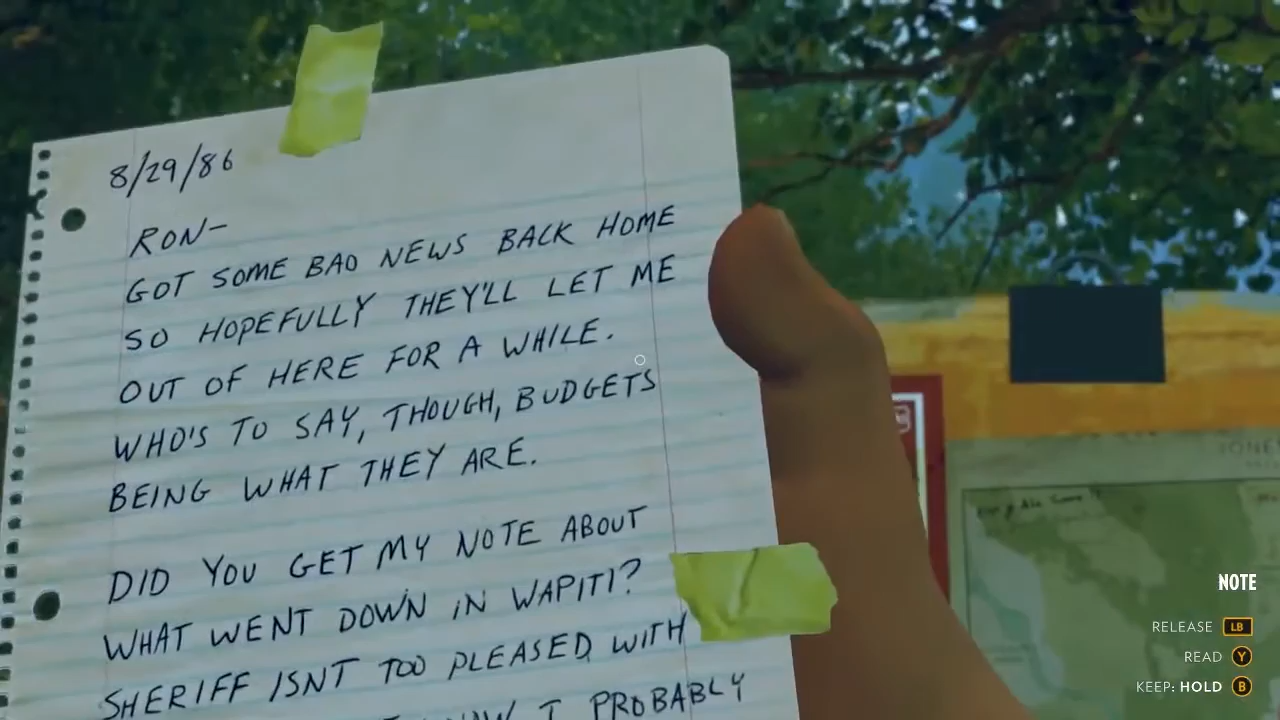 8/29/86
RON-
GOT SOME BAD NEWS BACK HOME
SO HOPEFULLY THEY'LL LET ME
OUT OF HERE FOR A WHILE.
WHO'S TO SAY, THOUGH, BUDGETS
BEING WHAT THEY ARE.
DID YOU GET MY NOTE ABOUT
WHAT WENT DOWN IN WAPITI?
SHERIFF ISNT TOO PLEASED WITH
I PROBABLY
NOTE
RELEASE LB
READ Y
KEEP: HOLD B